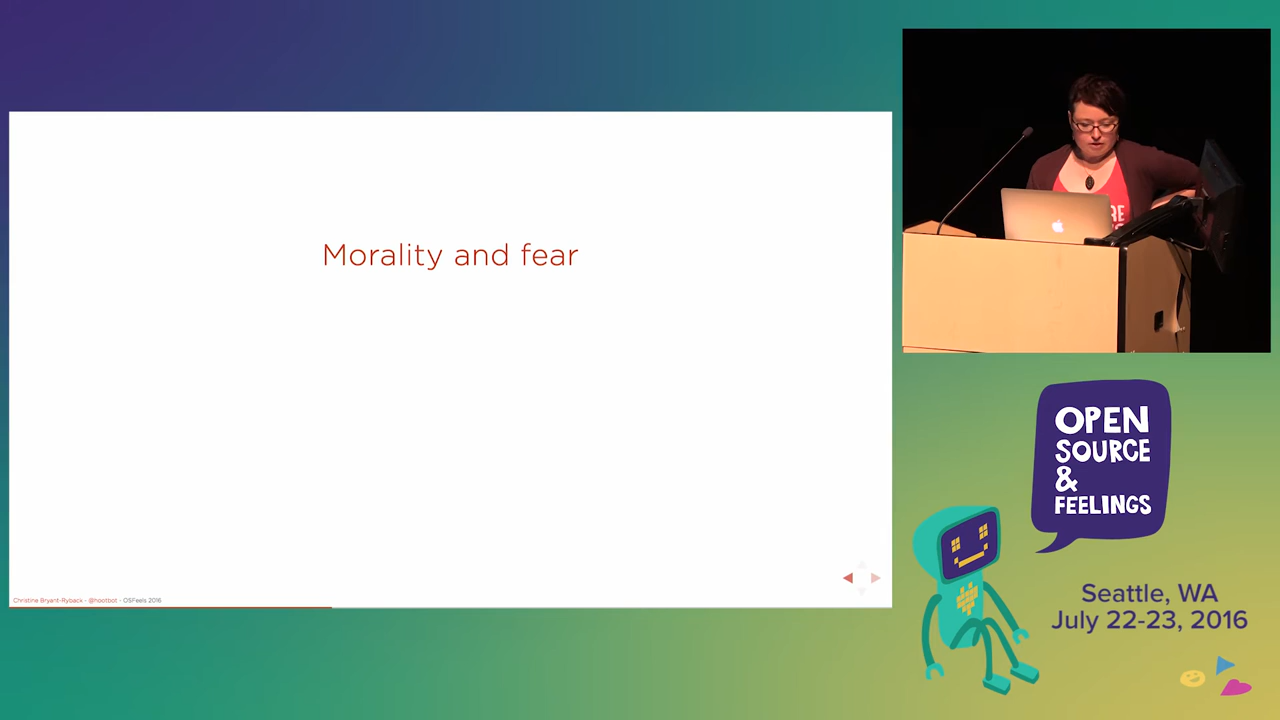 Morality and fear
Christine Bryant-Ryback - @hootbot - OSFeels 2016
OPEN
SOURCE
&
FEELINGS
Seattle, WA
July 22-23, 2016